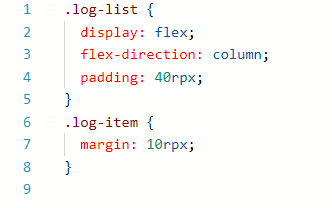 1 .log-list {
2   display: flex;
3   flex-direction: column;
4   padding: 40rpx;
5 }
6 .log-item {
7   margin: 10rpx;
8 }
9